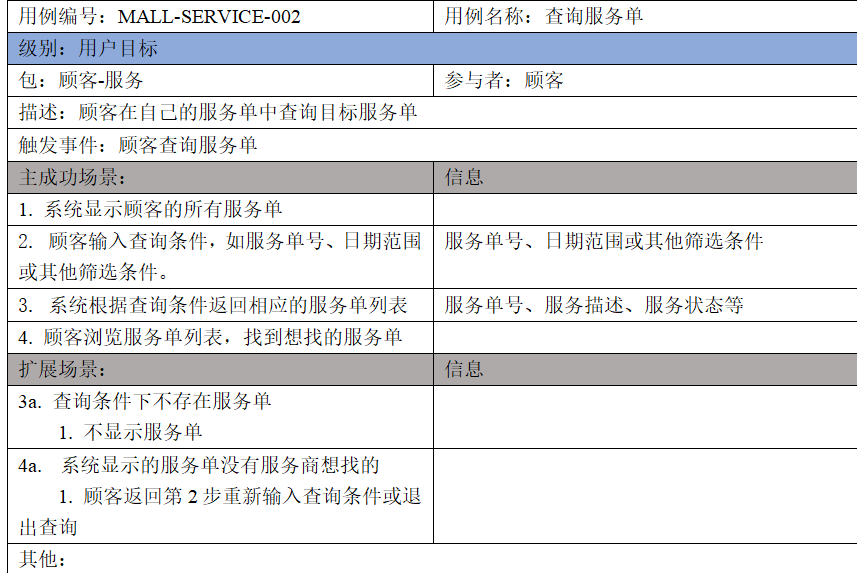 用例编号：MALL-SERVICE-002
用例名称：查询服务单
级别：用户目标
包：顾客-服务
参与者：顾客
描述：顾客在自己的服务单中查询目标服务单
触发事件：顾客查询服务单
主成功场景：
信息
1. 系统显示顾客的所有服务单
2. 顾客输入查询条件，如服务单号、日期范围
或其他筛选条件。
服务单号、日期范围或其他筛选条件
3. 系统根据查询条件返回相应的服务单列表
服务单号、服务描述、服务状态等
4. 顾客浏览服务单列表，找到想找的服务单
扩展场景：
信息
3a. 查询条件下不存在服务单
1. 不显示服务单
4a. 系统显示的服务单没有服务商想找的
1. 顾客返回第 2 步重新输入查询条件或退
出查询
其他：